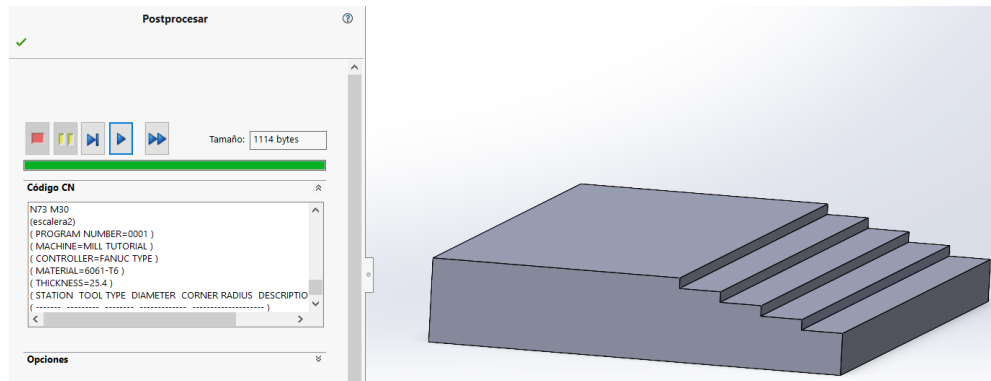 Postprocesar
Tamaño: 1114 bytes
Código CN
N73 M30
(escalera2)
( PROGRAM NUMBER=0001 )
( MACHINE=MILL TUTORIAL )
( CONTROLLER=FANUC TYPE )
( MATERIAL=6061-T6 )
( THICKNESS=25.4 )
( STATION TOOL TYPE DIAMETER CORNER RADIUS DESCRIPTIO
( ------- --------- -------- ------------- -------------------- )
Opciones